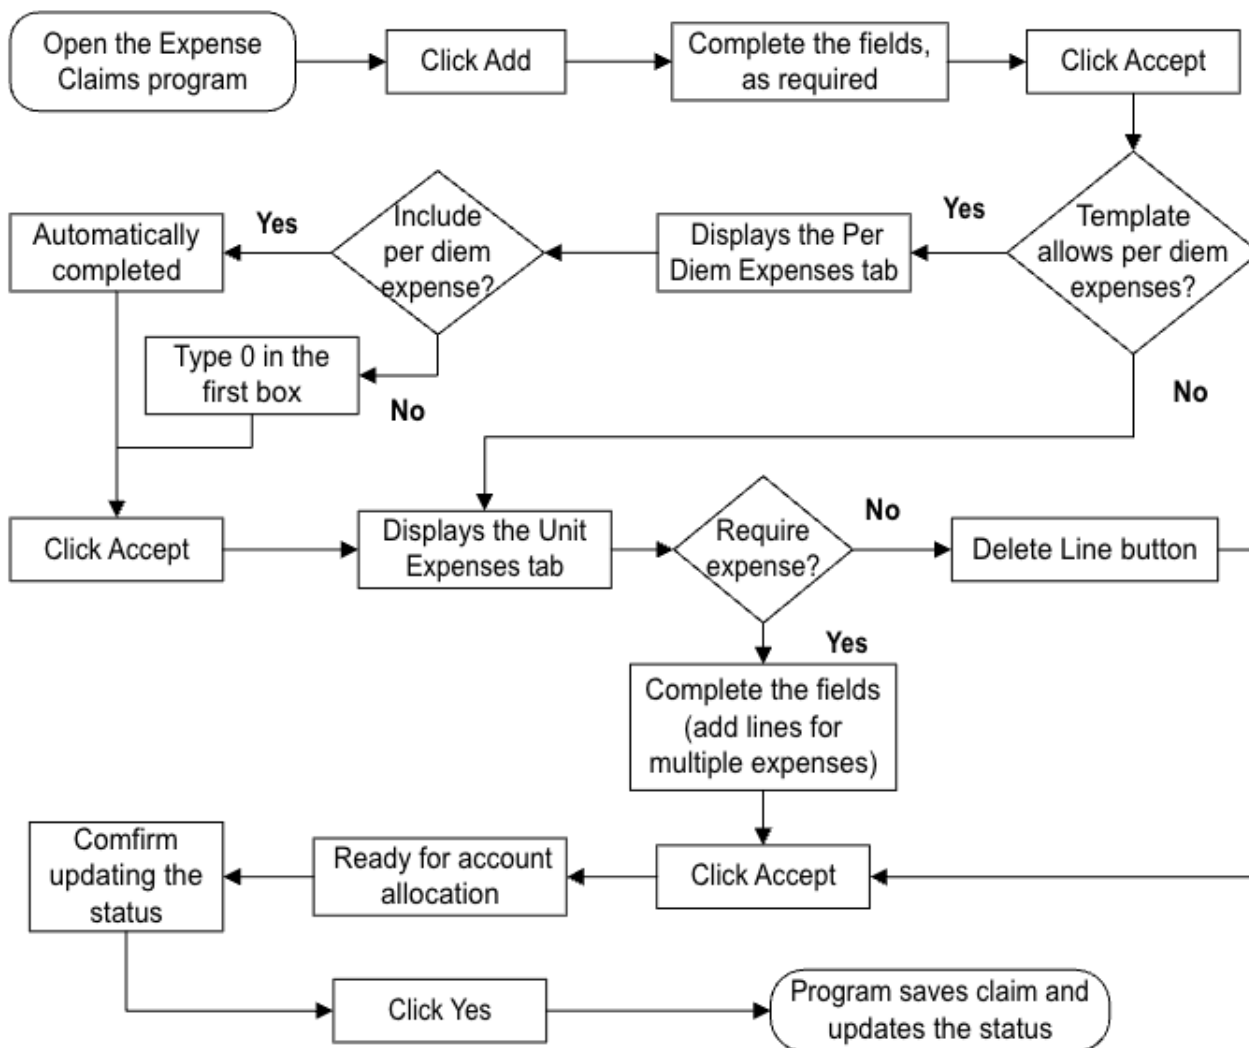 Open the Expense
Claims program
Click Add
Complete the fields,
as required
Click Accept
Template
allows per diem
expenses?
Yes
Displays the Per
Diem Expenses tab
Include
per diem
expense?
Yes
Automatically
completed
Type 0 in the
first box
No
No
Click Accept
Displays the Unit
Expenses tab
Require
expense?
No
Delete Line button
Yes
Complete the fields
(add lines for
multiple expenses)
Click Accept
Ready for account
allocation
Comfirm
updating the
status
Click Yes
Program saves claim and
updates the status